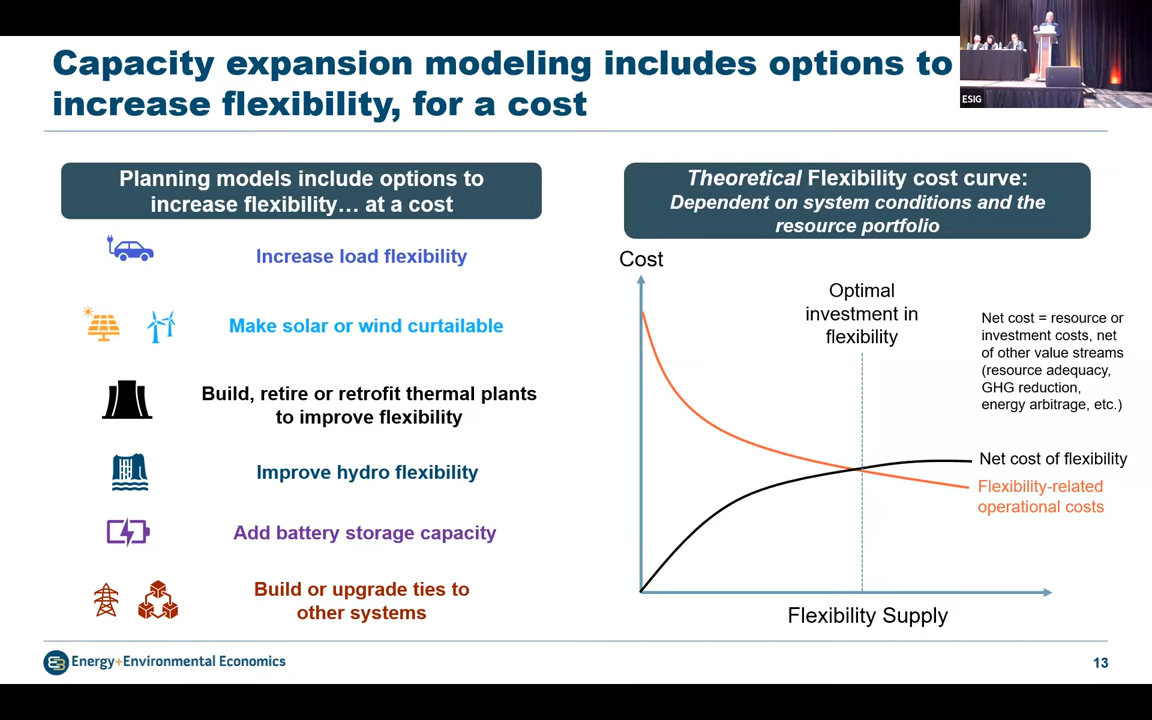 Capacity expansion modeling includes options to
increase flexibility, for a cost
ESIG
Planning models include options to
increase flexibility… at a cost
Increase load flexibility
Make solar or wind curtailable
Build, retire or retrofit thermal plants
to improve flexibility
Improve hydro flexibility
Add battery storage capacity
Build or upgrade ties to
other systems
Theoretical Flexibility cost curve:
Dependent on system conditions and the
resource portfolio
Cost
Optimal
investment in
flexibility
Net cost = resource or
investment costs, net
of other value streams
(resource adequacy,
GHG reduction,
energy arbitrage, etc.)
Net cost of flexibility
Flexibility-related
operational costs
Flexibility Supply
Energy+Environmental Economics
13